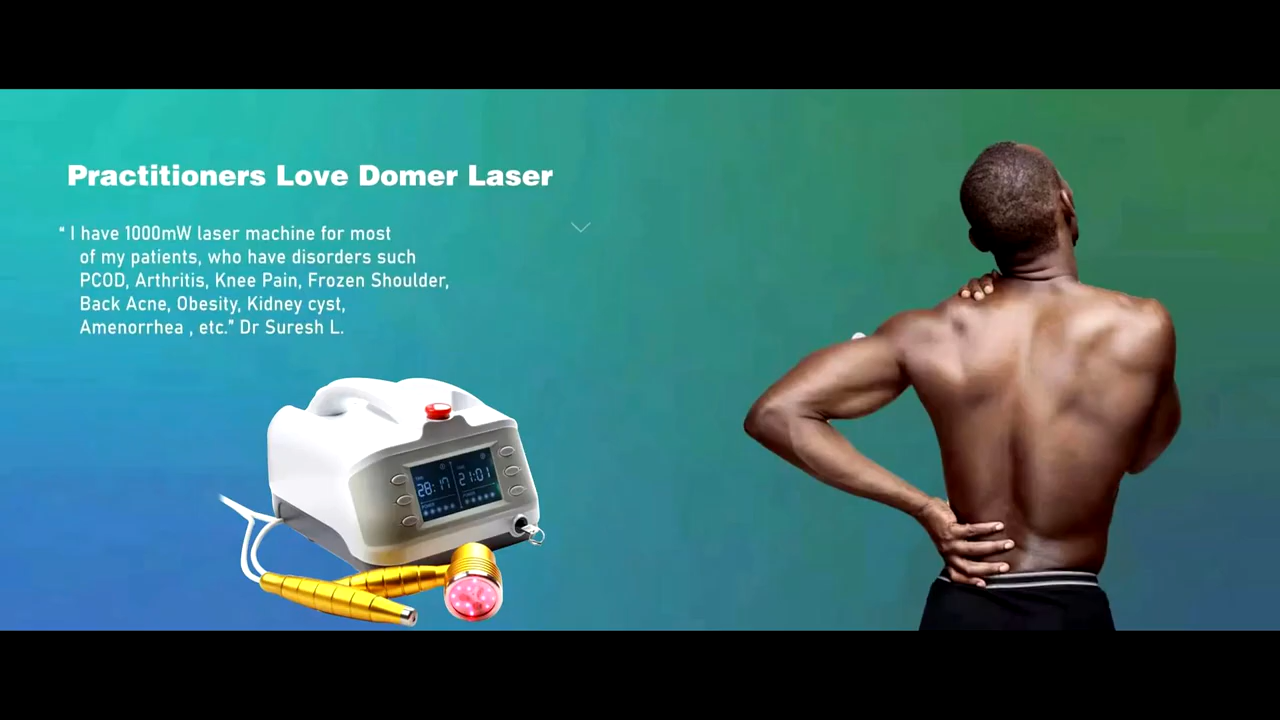 Practitioners Love Domer Laser
“ I have 1000mW laser machine for most
of my patients, who have disorders such
PCOD, Arthritis, Knee Pain, Frozen Shoulder,
Back Acne, Obesity, Kidney cyst,
Amenorrhea , etc.” Dr Suresh L.
28:17 21:01